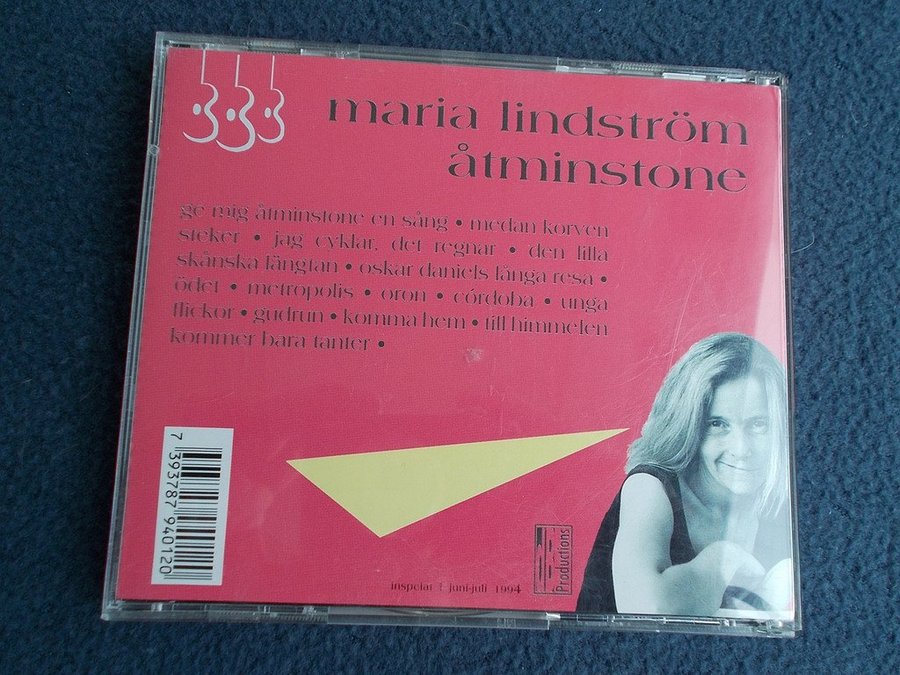 maria lindström
åtminstone
ge mig åtminstone en sång • medan korven
steker • jag cyklar, det regnar • den lilla
skånska längtan • oskar daniels långa resa •
ödet • metropolis • oron • córdoba • unga
flickor • gudrun • komma hem • till himmelen
kommer bara tanter •
7 393787 940120
Productions
inspelat i juni-juli 1994